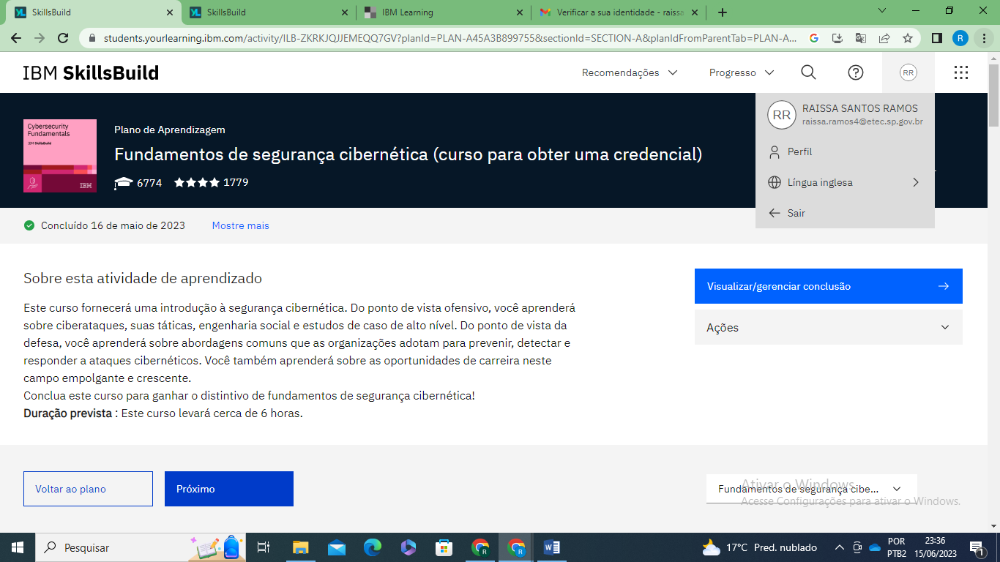 SkillsBuild
SkillsBuild
IBM Learning
Verificar a sua identidade - raissa
students.yourlearning.ibm.com/activity/ILB-ZKRKJQJJEMEQQ7GV?planId=PLAN-A45A3B899755&sectionId=SECTION-A&planIdFromParentTab=PLAN-A...
R
IBM SkillsBuild
Recomendações
Progresso
RR
RR
RAISSA SANTOS RAMOS
raissa.ramos4@etec.sp.gov.br
Perfil
Língua inglesa
Sair
Cybersecurity
Fundamentals
IBM SkillsBuild
IBM
Plano de Aprendizagem
Fundamentos de segurança cibernética (curso para obter uma credencial)
6774
1779
Concluído 16 de maio de 2023
Mostre mais
Sobre esta atividade de aprendizado
Este curso fornecerá uma introdução à segurança cibernética. Do ponto de vista ofensivo, você aprenderá
sobre ciberataques, suas táticas, engenharia social e estudos de caso de alto nível. Do ponto de vista da
defesa, você aprenderá sobre abordagens comuns que as organizações adotam para prevenir, detectar e
responder a ataques cibernéticos. Você também aprenderá sobre as oportunidades de carreira neste
campo empolgante e crescente.
Conclua este curso para ganhar o distintivo de fundamentos de segurança cibernética!
Duração prevista : Este curso levará cerca de 6 horas.
Visualizar/gerenciar conclusão
Ações
Voltar ao plano
Próximo
Fundamentos de segurança cibe...
Ativar o Windows
Acesse Configurações para ativar o Windows.
Pesquisar
17°C Pred. nublado
POR
PTB2
23:36
15/06/2023
1